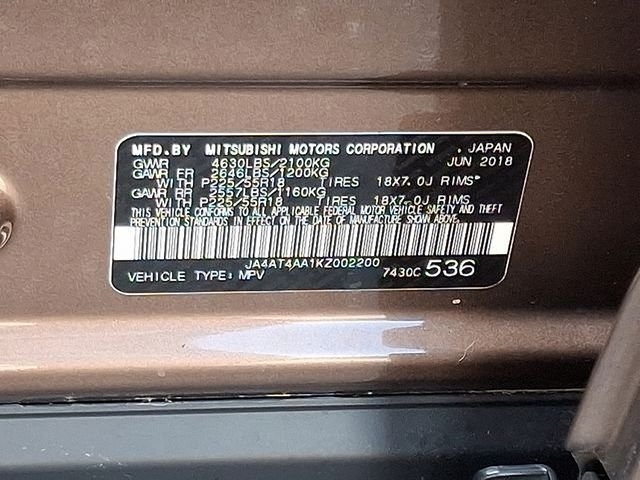 MFD.BY MITSUBISHI MOTORS CORPORATION . JAPAN
GVWR 4630LBS/2100KG JUN 2018
GAWR FR 2646LBS/1200KG
WITH P225/55R18 TIRES 18X7.0J RIMS
GAWR RR 2557LBS/1160KG
WITH P225/55R18 TIRES 18X7.0J RIMS
THIS VEHICLE CONFORMS TO ALL APPLICABLE FEDERAL MOTOR VEHICLE SAFETY AND THEFT
PREVENTION STANDARDS IN EFFECT ON THE DATE OF MANUFACTURE SHOWN ABOVE.
JA4AT4AA1KZ002200
VEHICLE TYPE: MPV 7430C 536